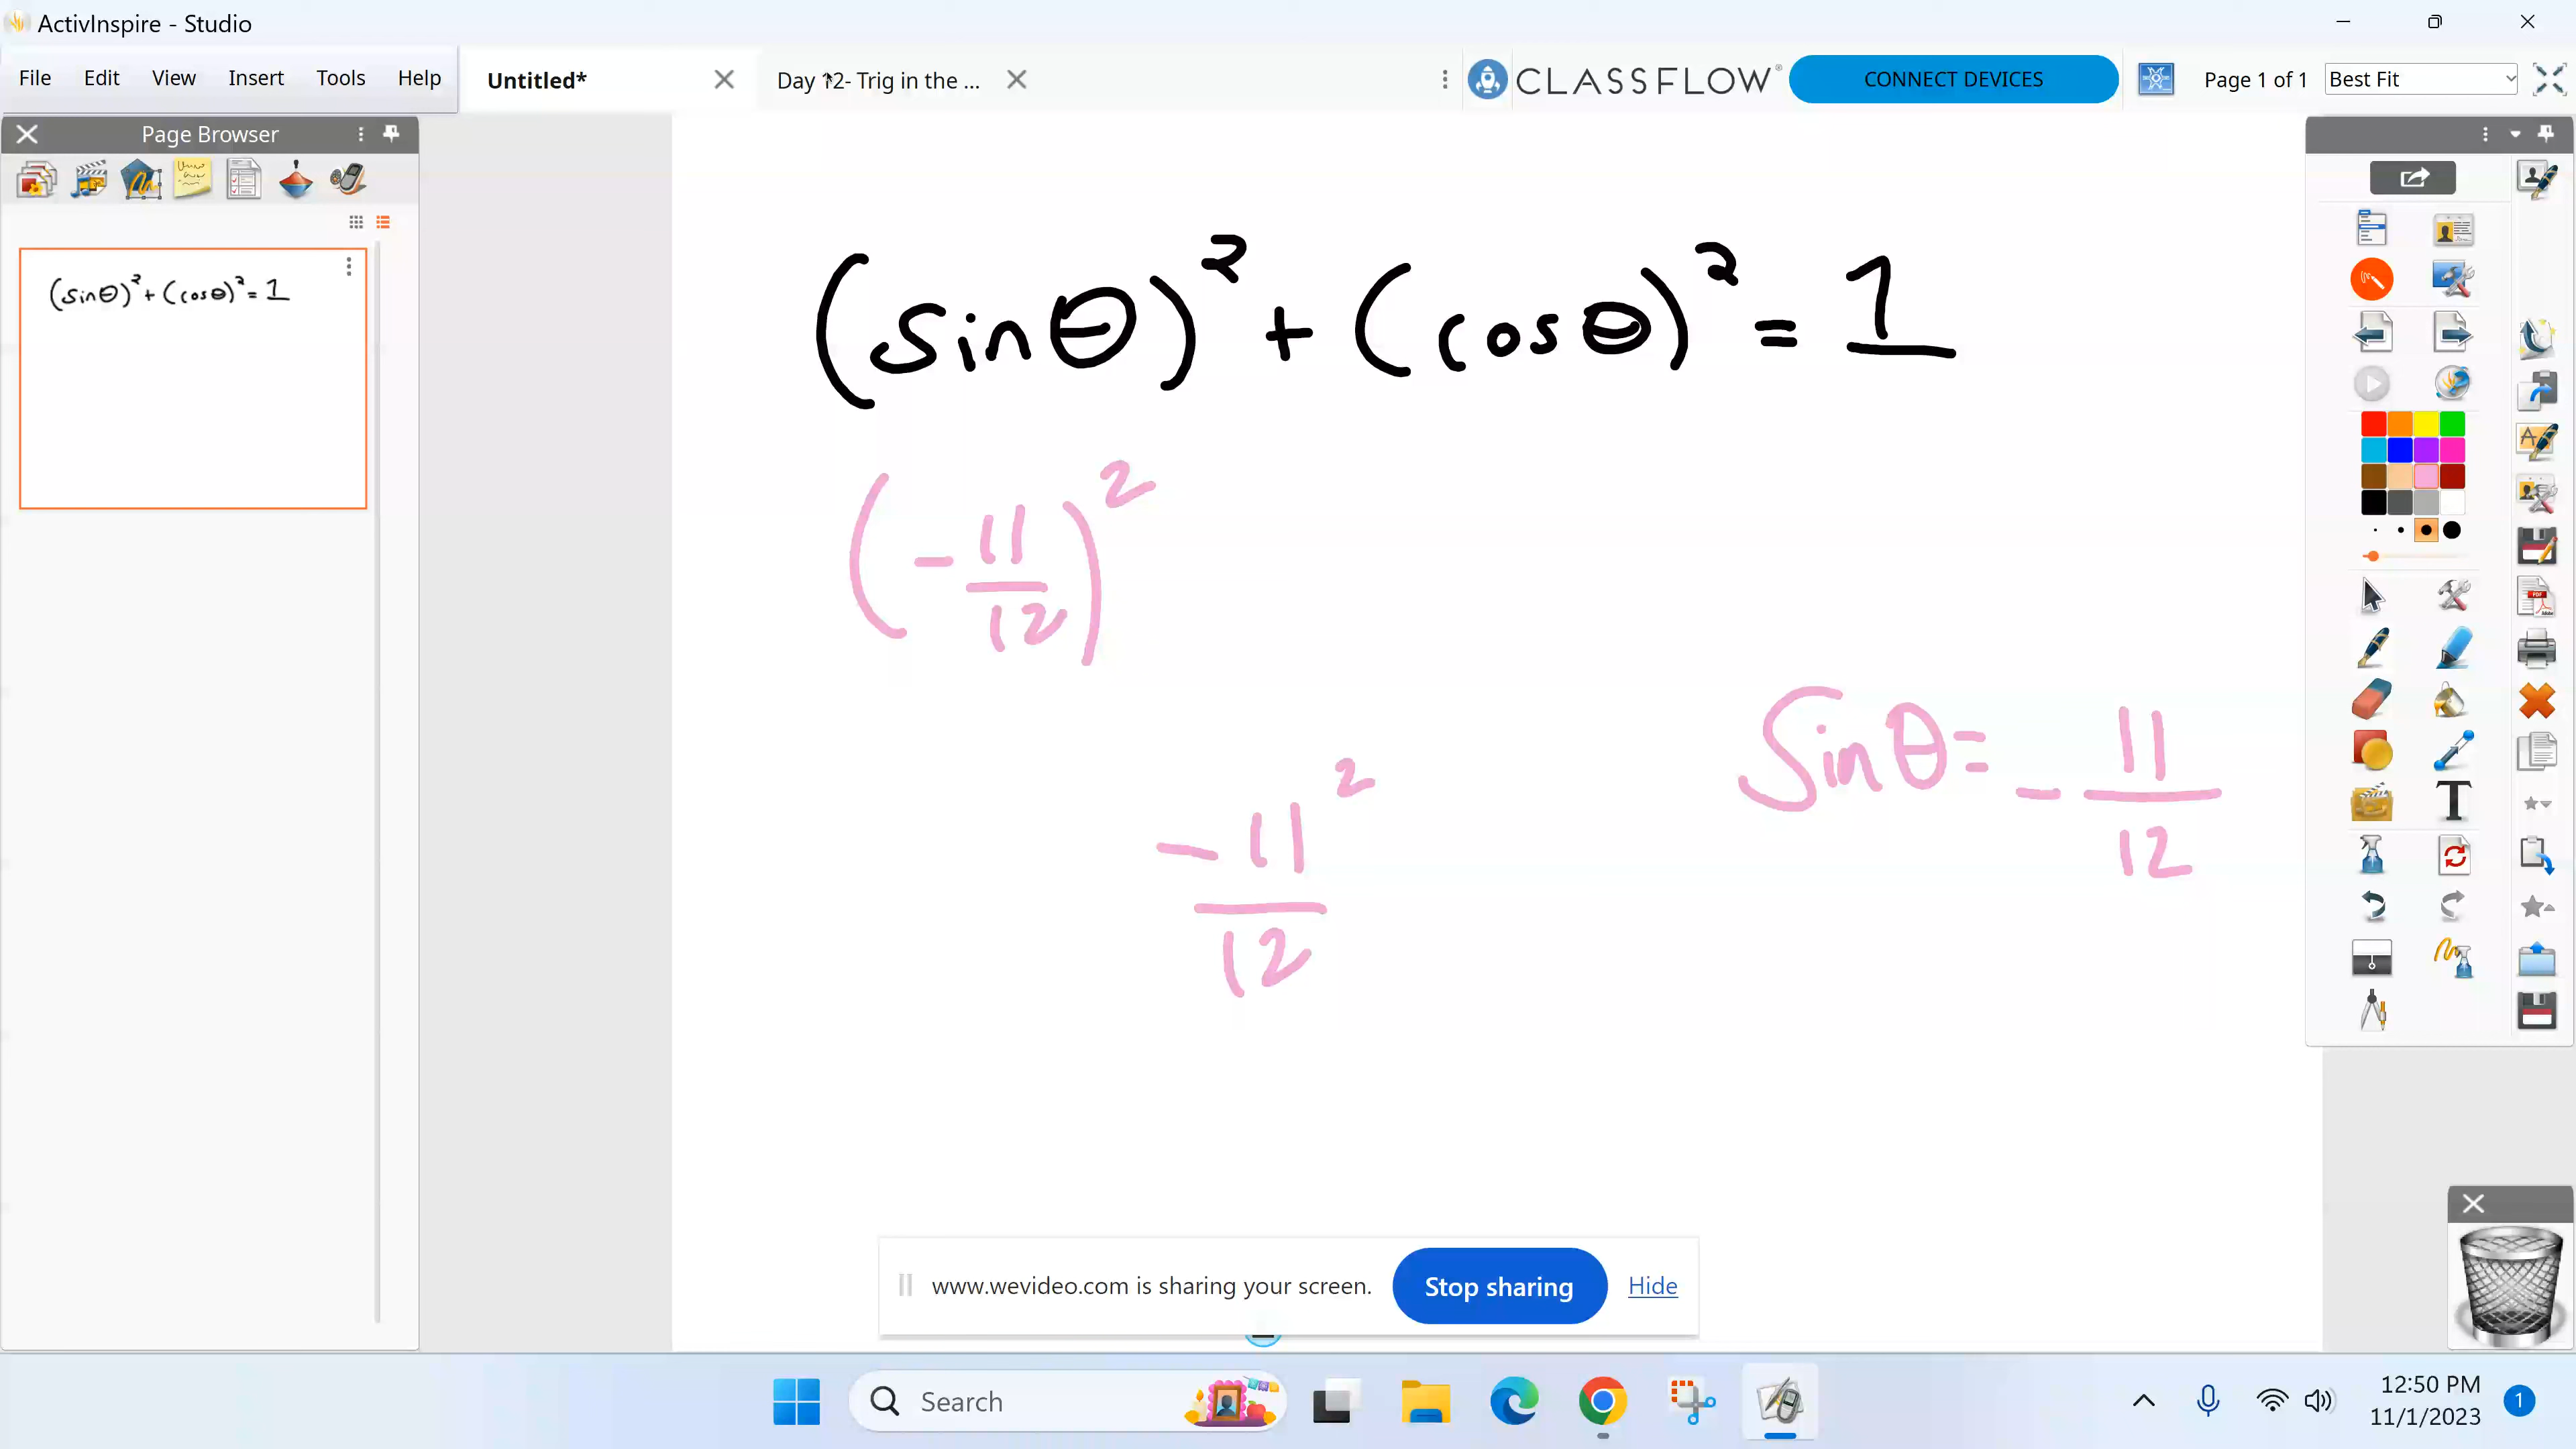 ActivInspire - Studio
File Edit View Insert Tools Help
Untitled*
Day 12- Trig in the ...
CLASSFLOW
CONNECT DEVICES
Page 1 of 1
Best Fit
Page Browser
(sinθ)² + (cosθ)² = 1
(sinθ)² + (cosθ)² = 1
(-11/12)²
Sinθ = -11/12
-11²/12
www.wevideo.com is sharing your screen.
Stop sharing
Hide
Search
12:50 PM
11/1/2023
1